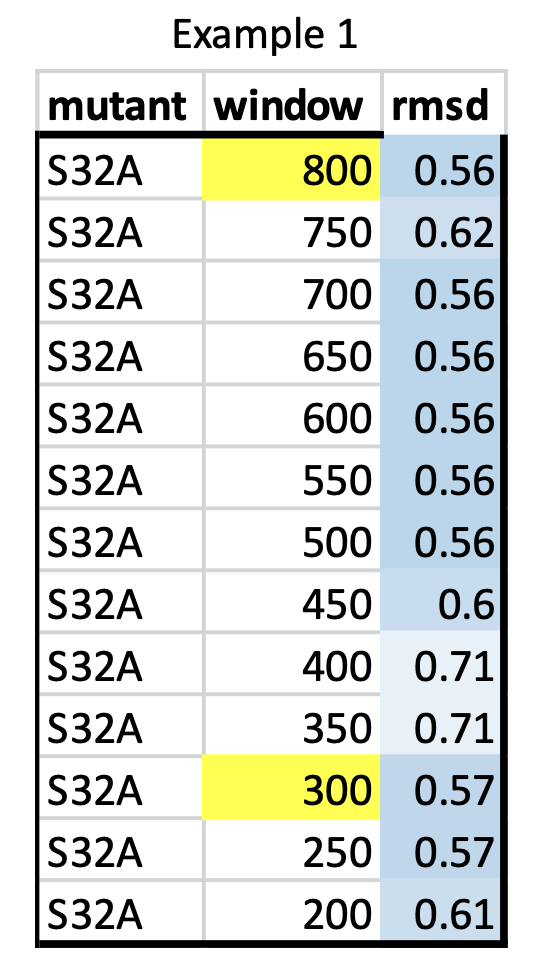 Example 1
mutant window rmsd
S32A 800 0.56
S32A 750 0.62
S32A 700 0.56
S32A 650 0.56
S32A 600 0.56
S32A 550 0.56
S32A 500 0.56
S32A 450 0.6
S32A 400 0.71
S32A 350 0.71
S32A 300 0.57
S32A 250 0.57
S32A 200 0.61